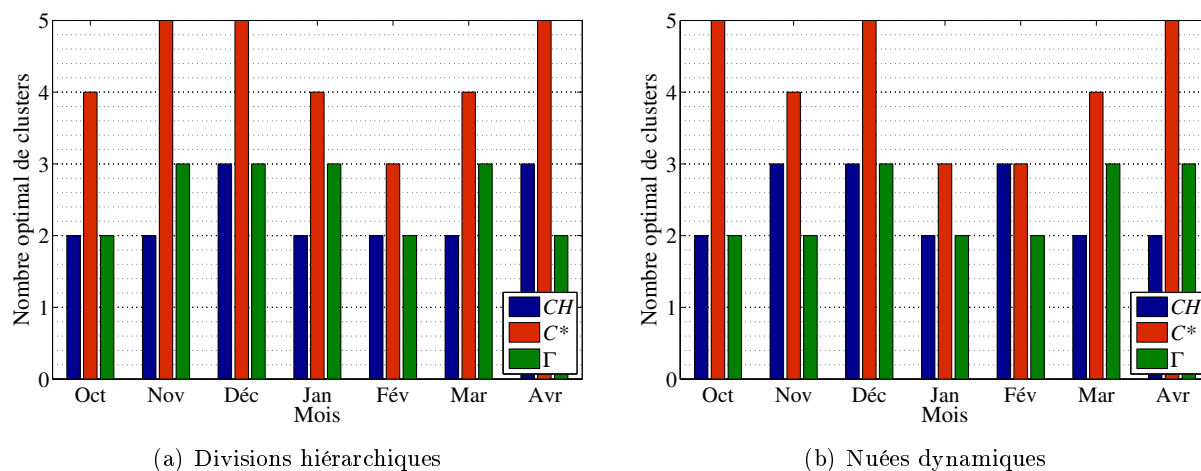 5
4
3
2
1
0
Nombre optimal de clusters
Oct Nov Déc Jan Fév Mar Avr
Mois
CH
C*
Γ
(a) Divisions hiérarchiques
5
4
3
2
1
0
Nombre optimal de clusters
Oct Nov Déc Jan Fév Mar Avr
Mois
CH
C*
Γ
(b) Nuées dynamiques